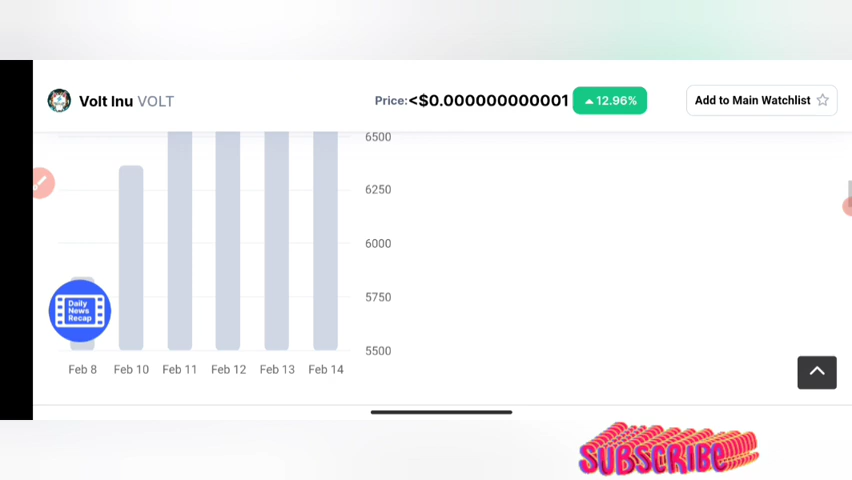 Volt Inu VOLT
Price:<$0.000000000001 12.96%
Add to Main Watchlist
6500
6250
6000
5750
5500
Daily
News
Recap
Feb 8 Feb 10 Feb 11 Feb 12 Feb 13 Feb 14
SUBSCRIBE